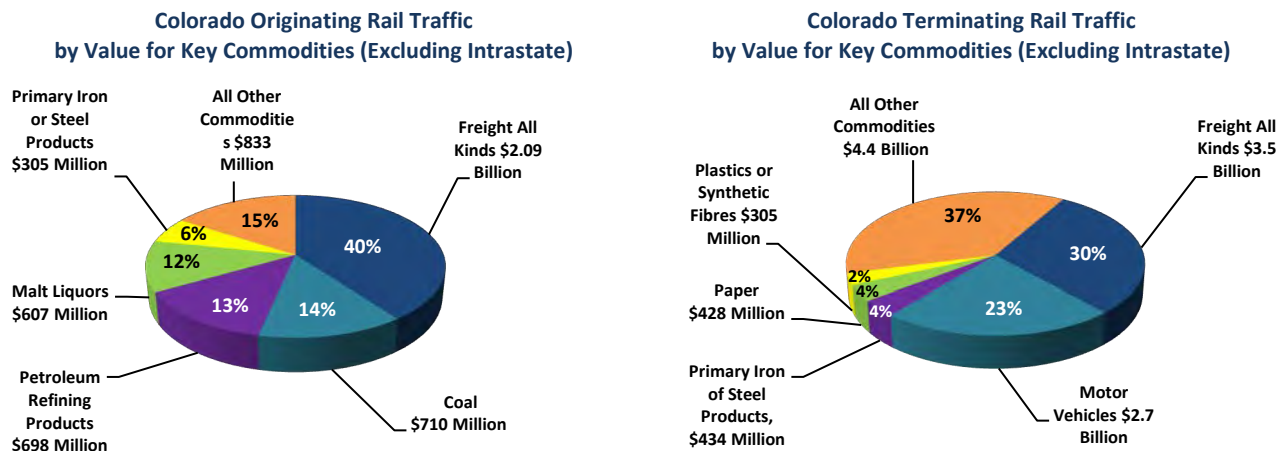 Colorado Originating Rail Traffic
by Value for Key Commodities (Excluding Intrastate)
Primary Iron
or Steel
Products
$305 Million
All Other
Commoditie
s $833
Million
Freight All
Kinds $2.09
Billion
15%
6%
40%
12%
13%
14%
Malt Liquors
$607 Million
Petroleum
Refining
Products
$698 Million
Coal
$710 Million
Colorado Terminating Rail Traffic
by Value for Key Commodities (Excluding Intrastate)
All Other
Commodities
$4.4 Billion
Freight All
Kinds $3.5
Billion
Plastics or
Synthetic
Fibres $305
Million
37%
30%
2%
4%
4%
23%
Paper
$428 Million
Primary Iron
of Steel
Products,
$434 Million
Motor
Vehicles $2.7
Billion